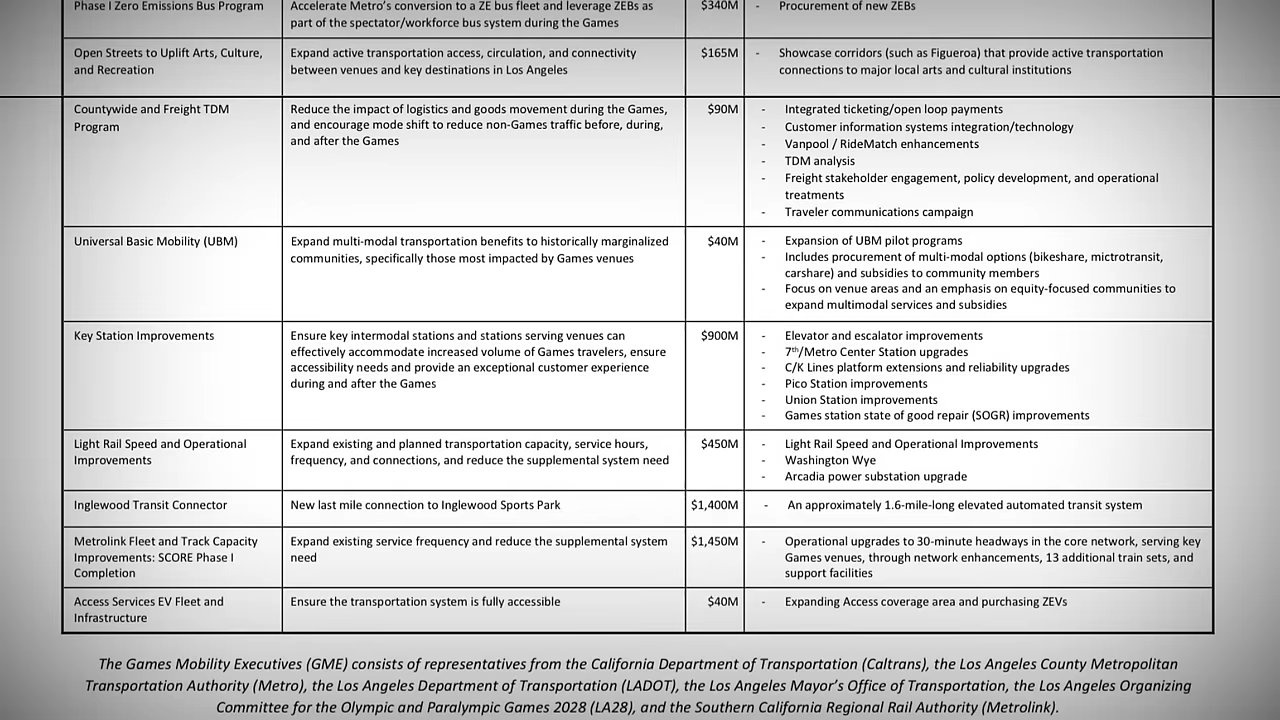 Phase I Zero Emissions Bus Program
Accelerate Metro's conversion to a ZE bus fleet and leverage ZEBs as
part of the spectator/workforce bus system during the Games
$340M
- Procurement of new ZEBs
Open Streets to Uplift Arts, Culture,
and Recreation
Expand active transportation access, circulation, and connectivity
between venues and key destinations in Los Angeles
$165M
- Showcase corridors (such as Figueroa) that provide active transportation
connections to major local arts and cultural institutions
Countywide and Freight TDM
Program
Reduce the impact of logistics and goods movement during the Games,
and encourage mode shift to reduce non-Games traffic before, during,
and after the Games
$90M
- Integrated ticketing/open loop payments
- Customer information systems integration/technology
- Vanpool / RideMatch enhancements
- TDM analysis
- Freight stakeholder engagement, policy development, and operational
treatments
- Traveler communications campaign
Universal Basic Mobility (UBM)
Expand multi-modal transportation benefits to historically marginalized
communities, specifically those most impacted by Games venues
$40M
- Expansion of UBM pilot programs
- Includes procurement of multi-modal options (bikeshare, mictrotransit,
carshare) and subsidies to community members
- Focus on venue areas and an emphasis on equity-focused communities to
expand multimodal services and subsidies
Key Station Improvements
Ensure key intermodal stations and stations serving venues can
effectively accommodate increased volume of Games travelers, ensure
accessibility needs and provide an exceptional customer experience
during and after the Games
$900M
- Elevator and escalator improvements
- 7th/Metro Center Station upgrades
- C/K Lines platform extensions and reliability upgrades
- Pico Station improvements
- Union Station improvements
- Games station state of good repair (SOGR) improvements
Light Rail Speed and Operational
Improvements
Expand existing and planned transportation capacity, service hours,
frequency, and connections, and reduce the supplemental system need
$450M
- Light Rail Speed and Operational Improvements
- Washington Wye
- Arcadia power substation upgrade
Inglewood Transit Connector
New last mile connection to Inglewood Sports Park
$1,400M
- An approximately 1.6-mile-long elevated automated transit system
Metrolink Fleet and Track Capacity
Improvements: SCORE Phase I
Completion
Expand existing service frequency and reduce the supplemental system
need
$1,450M
- Operational upgrades to 30-minute headways in the core network, serving key
Games venues, through network enhancements, 13 additional train sets, and
support facilities
Access Services EV Fleet and
Infrastructure
Ensure the transportation system is fully accessible
$40M
- Expanding Access coverage area and purchasing ZEVs
The Games Mobility Executives (GME) consists of representatives from the California Department of Transportation (Caltrans), the Los Angeles County Metropolitan
Transportation Authority (Metro), the Los Angeles Department of Transportation (LADOT), the Los Angeles Mayor's Office of Transportation, the Los Angeles Organizing
Committee for the Olympic and Paralympic Games 2028 (LA28), and the Southern California Regional Rail Authority (Metrolink).